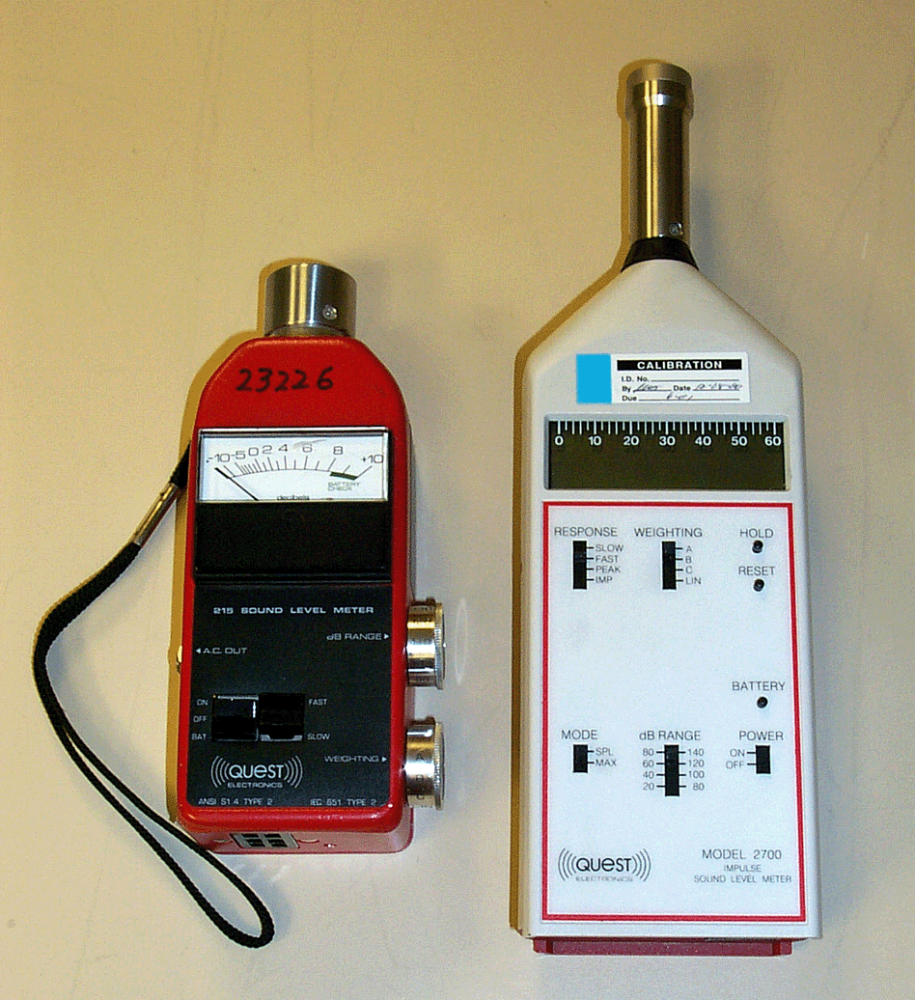 23226
-10 -5 0 2 4 6 8 +10
BATTERY
CHECK
decibels
215 SOUND LEVEL METER
dB RANGE
A.C. OUT
ON
OFF
BAT
FAST
SLOW
WEIGHTING
QUEST
ELECTRONICS
ANSI S1.4 TYPE 2 IEC 651 TYPE 2
CALIBRATION
I.D. No.
By Date
Due
0 10 20 30 40 50 60
RESPONSE
SLOW
FAST
PEAK
IMP
WEIGHTING
A
B
C
LIN
HOLD
RESET
BATTERY
MODE
SPL
MAX
dB RANGE
80 140
60 120
40 100
20 80
POWER
ON
OFF
QUEST
ELECTRONICS
MODEL 2700
IMPULSE
SOUND LEVEL METER